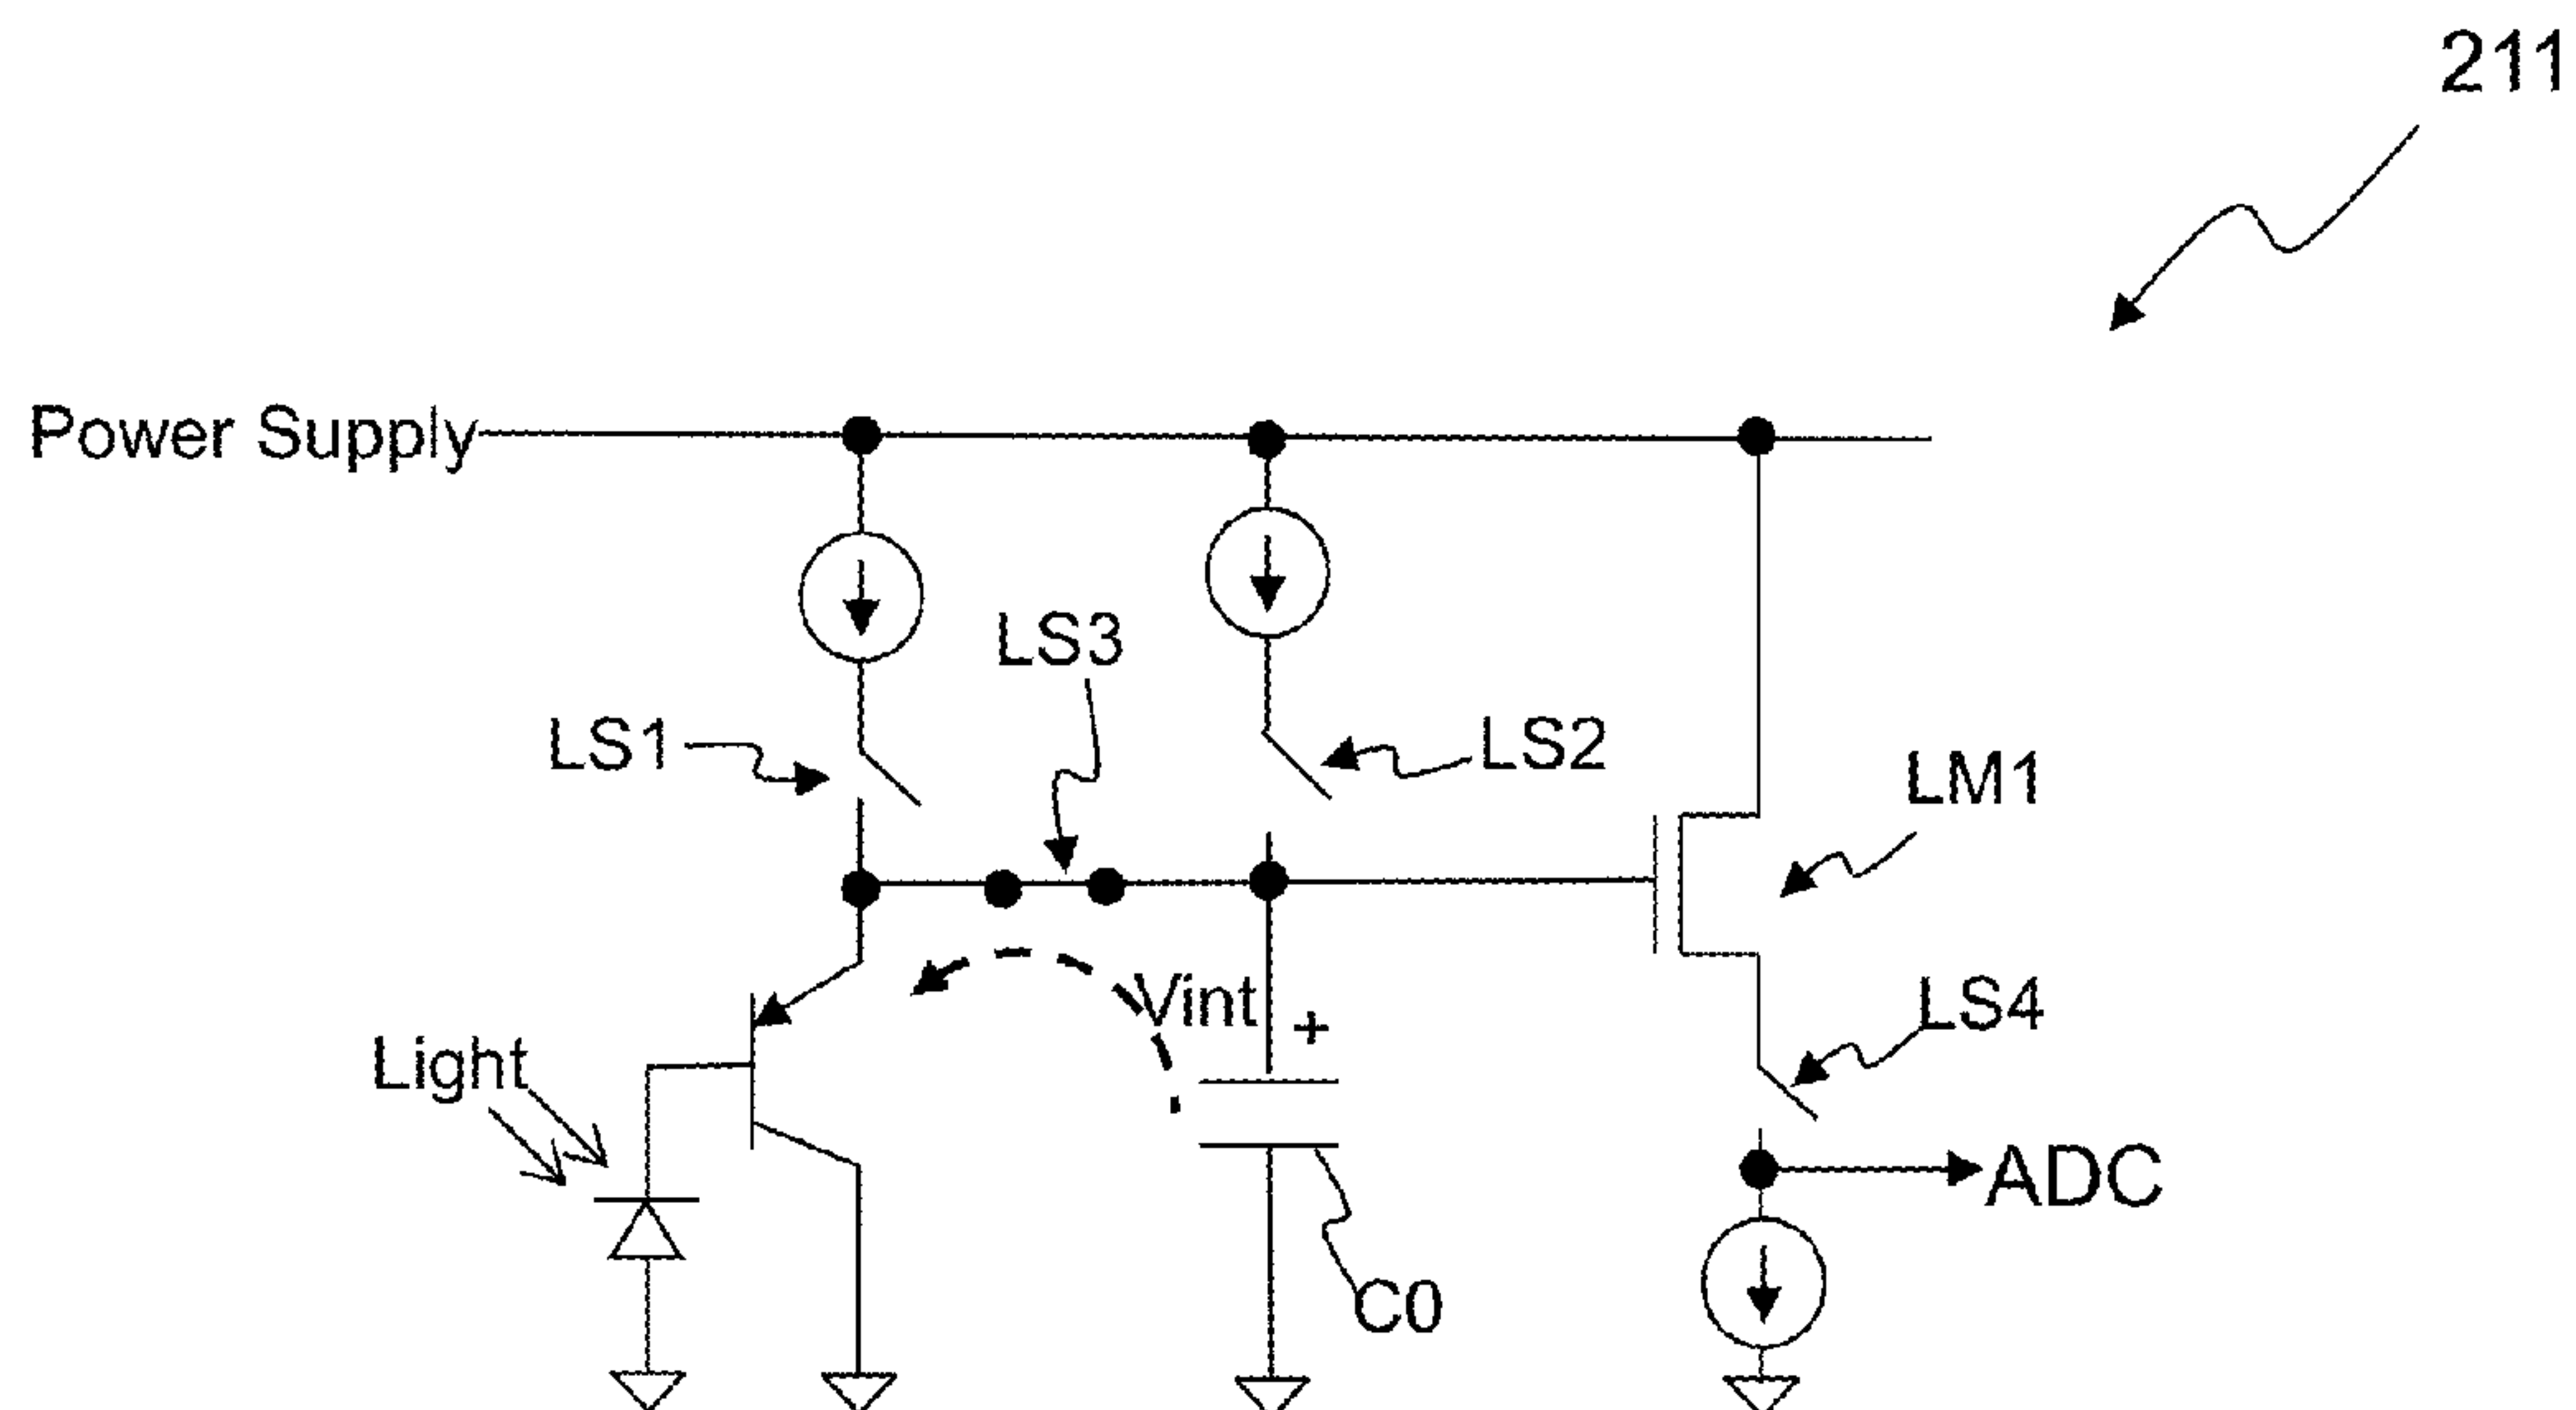 211
Power Supply
LS3
LS1
LS2
LM1
Vint
+
LS4
Light
ADC
C0